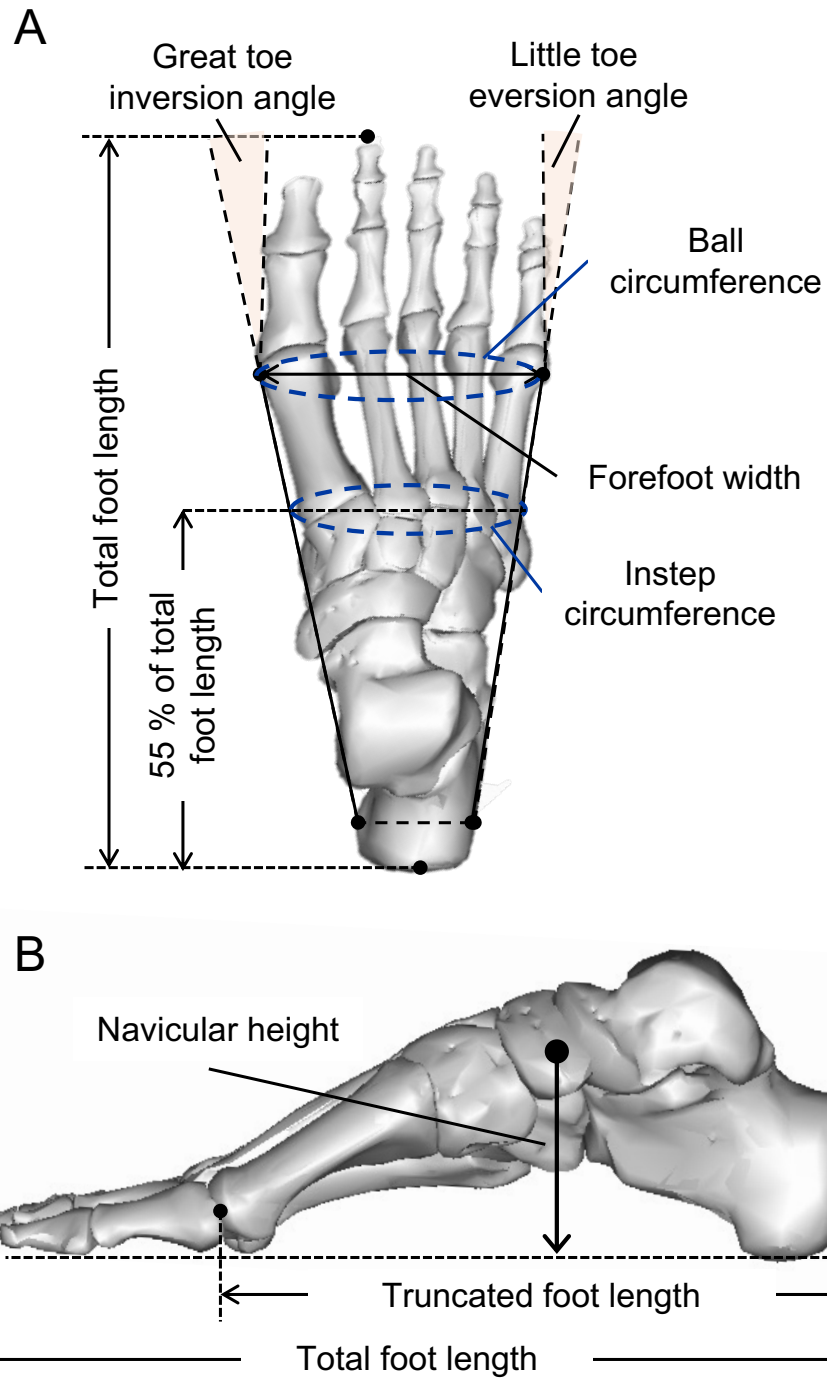 A
Great toe
inversion angle
Little toe
eversion angle
Ball
circumference
Total foot length
Forefoot width
55 % of total
foot length
Instep
circumference
B
Navicular height
Truncated foot length
Total foot length